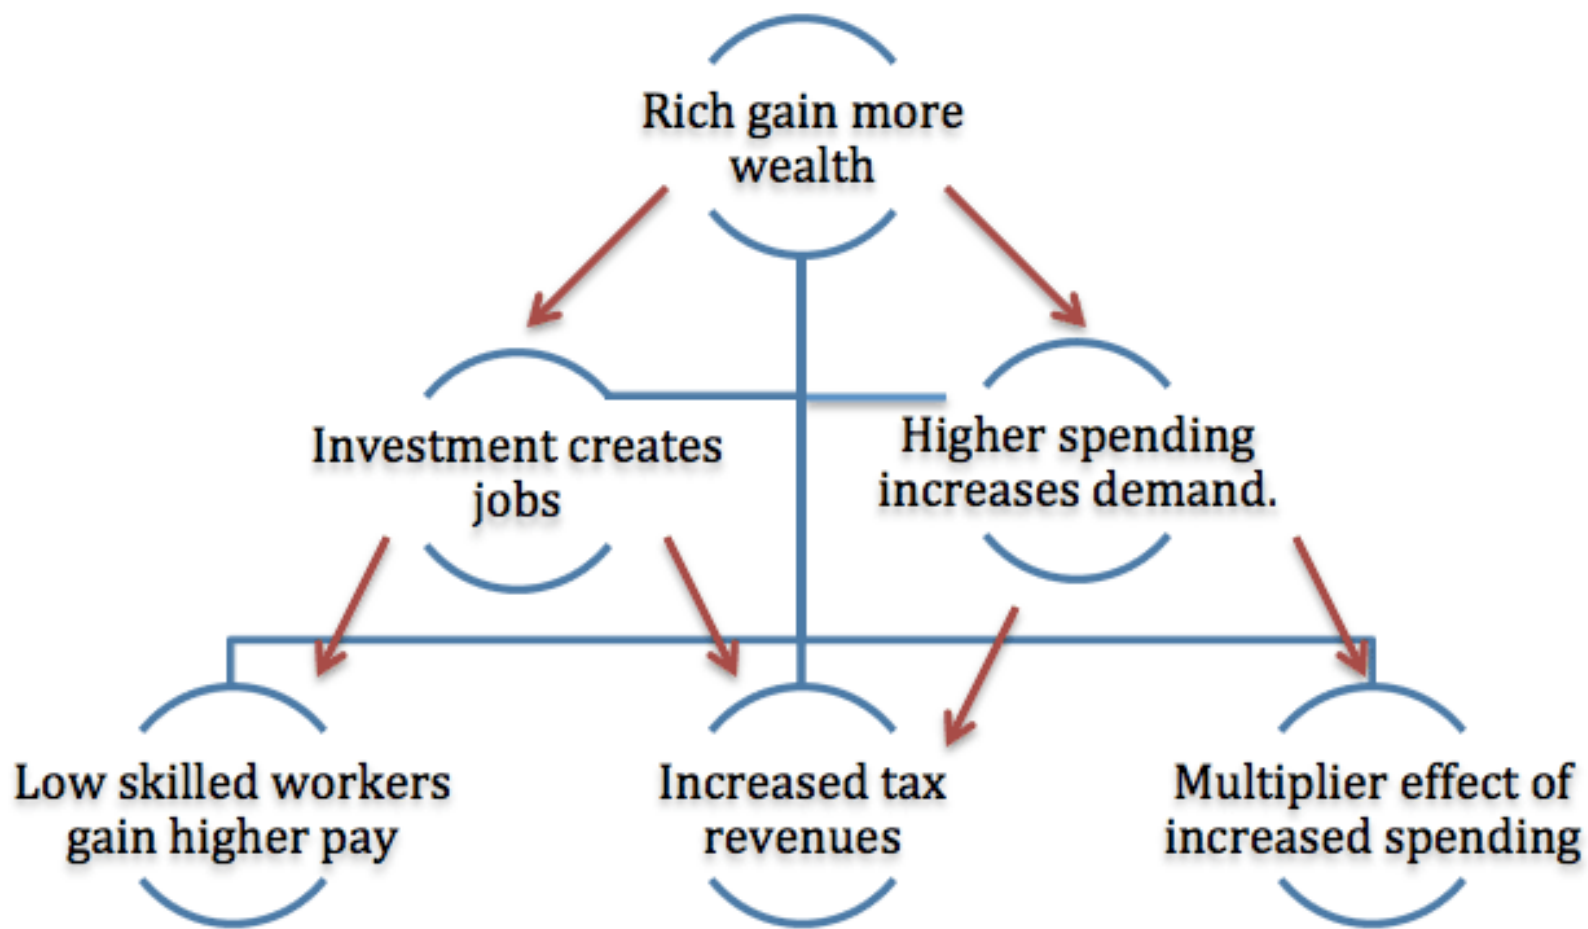 Rich gain more
wealth
Investment creates
jobs
Higher spending
increases demand.
Low skilled workers
gain higher pay
Increased tax
revenues
Multiplier effect of
increased spending